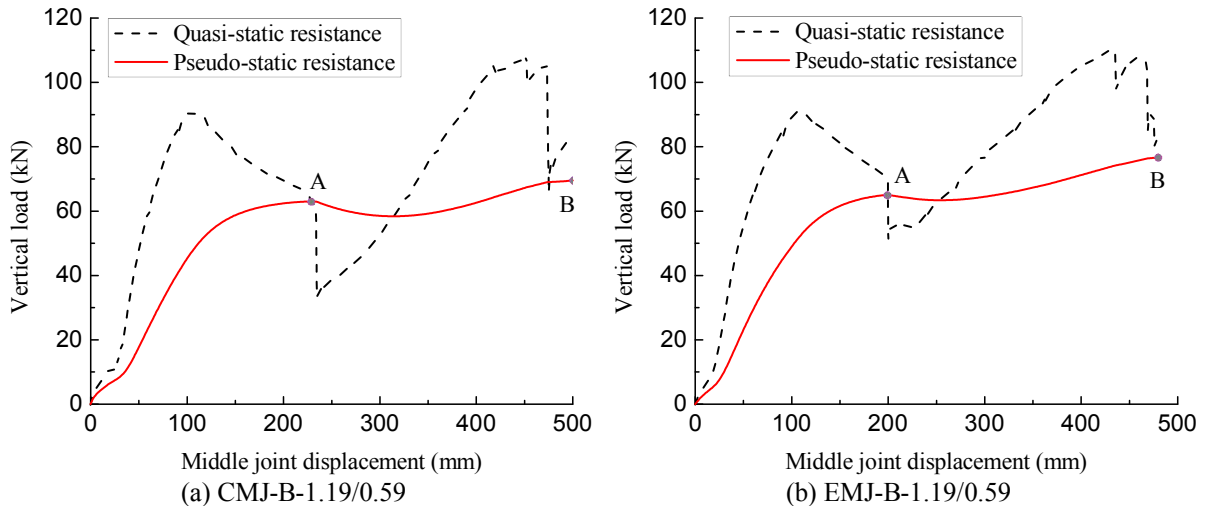 Quasi-static resistance
Pseudo-static resistance
120
100
80
60
40
20
0
Vertical load (kN)
A
B
0 100 200 300 400 500
Middle joint displacement (mm)
(a) CMJ-B-1.19/0.59
Quasi-static resistance
Pseudo-static resistance
120
100
80
60
40
20
0
Vertical load (kN)
A
B
0 100 200 300 400 500
Middle joint displacement (mm)
(b) EMJ-B-1.19/0.59